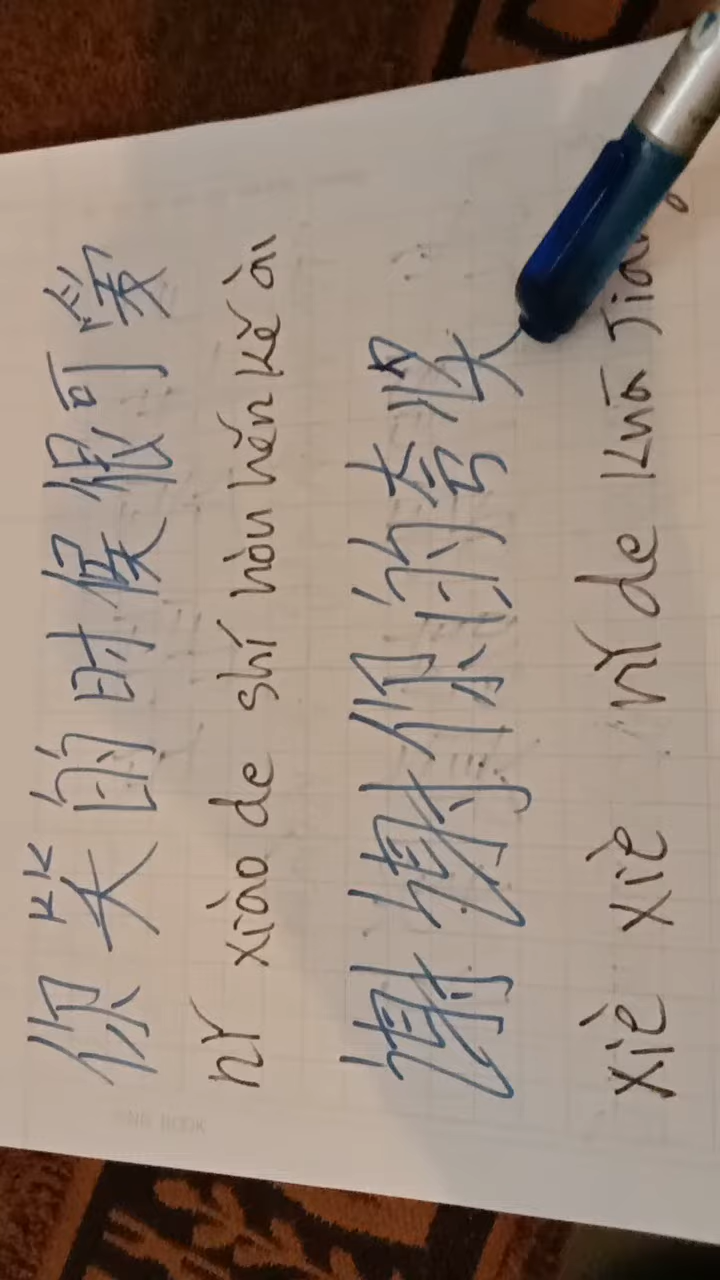 你笑的时候很可爱
nǐ xiào de shí hòu hěn kě ài
谢谢你的夸奖
xiè xiè nǐ de kuā Jiǎng